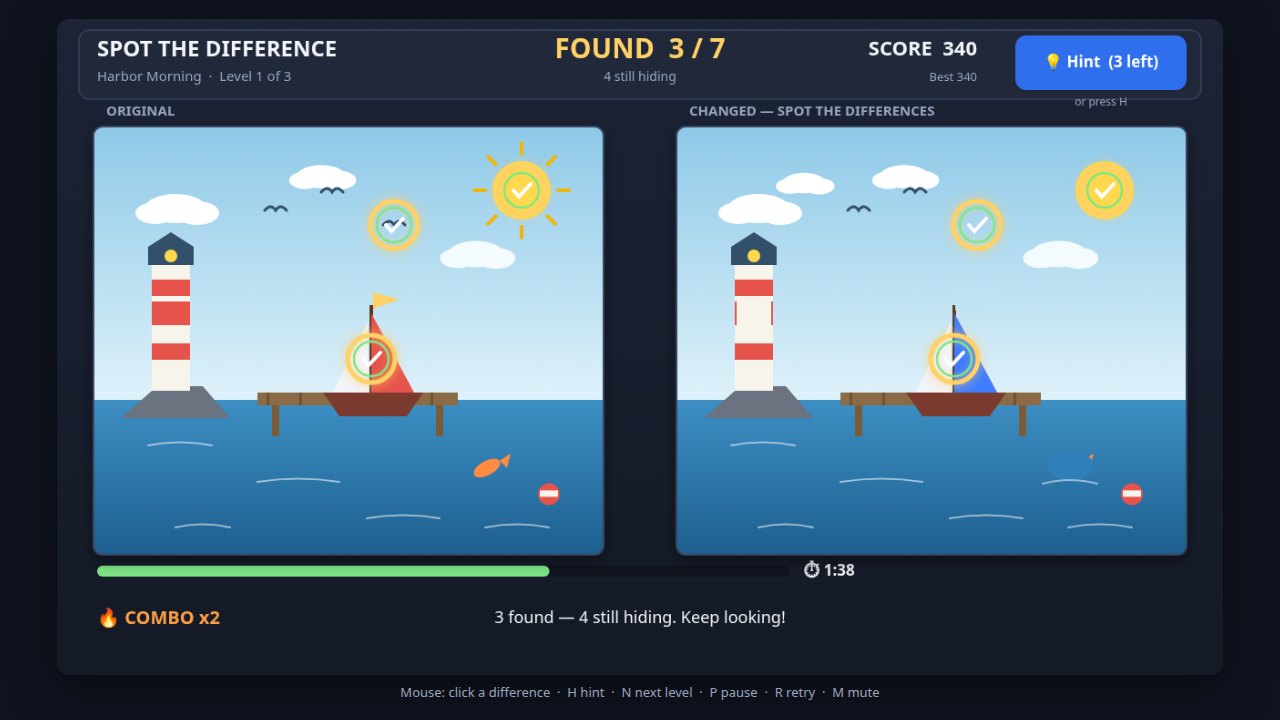 SPOT THE DIFFERENCE
Harbor Morning · Level 1 of 3
FOUND 3 / 7
4 still hiding
SCORE 340
Best 340
💡 Hint (3 left)
or press H
ORIGINAL
CHANGED — SPOT THE DIFFERENCES
⏱ 1:38
🔥 COMBO x2
3 found — 4 still hiding. Keep looking!
Mouse: click a difference · H hint · N next level · P pause · R retry · M mute